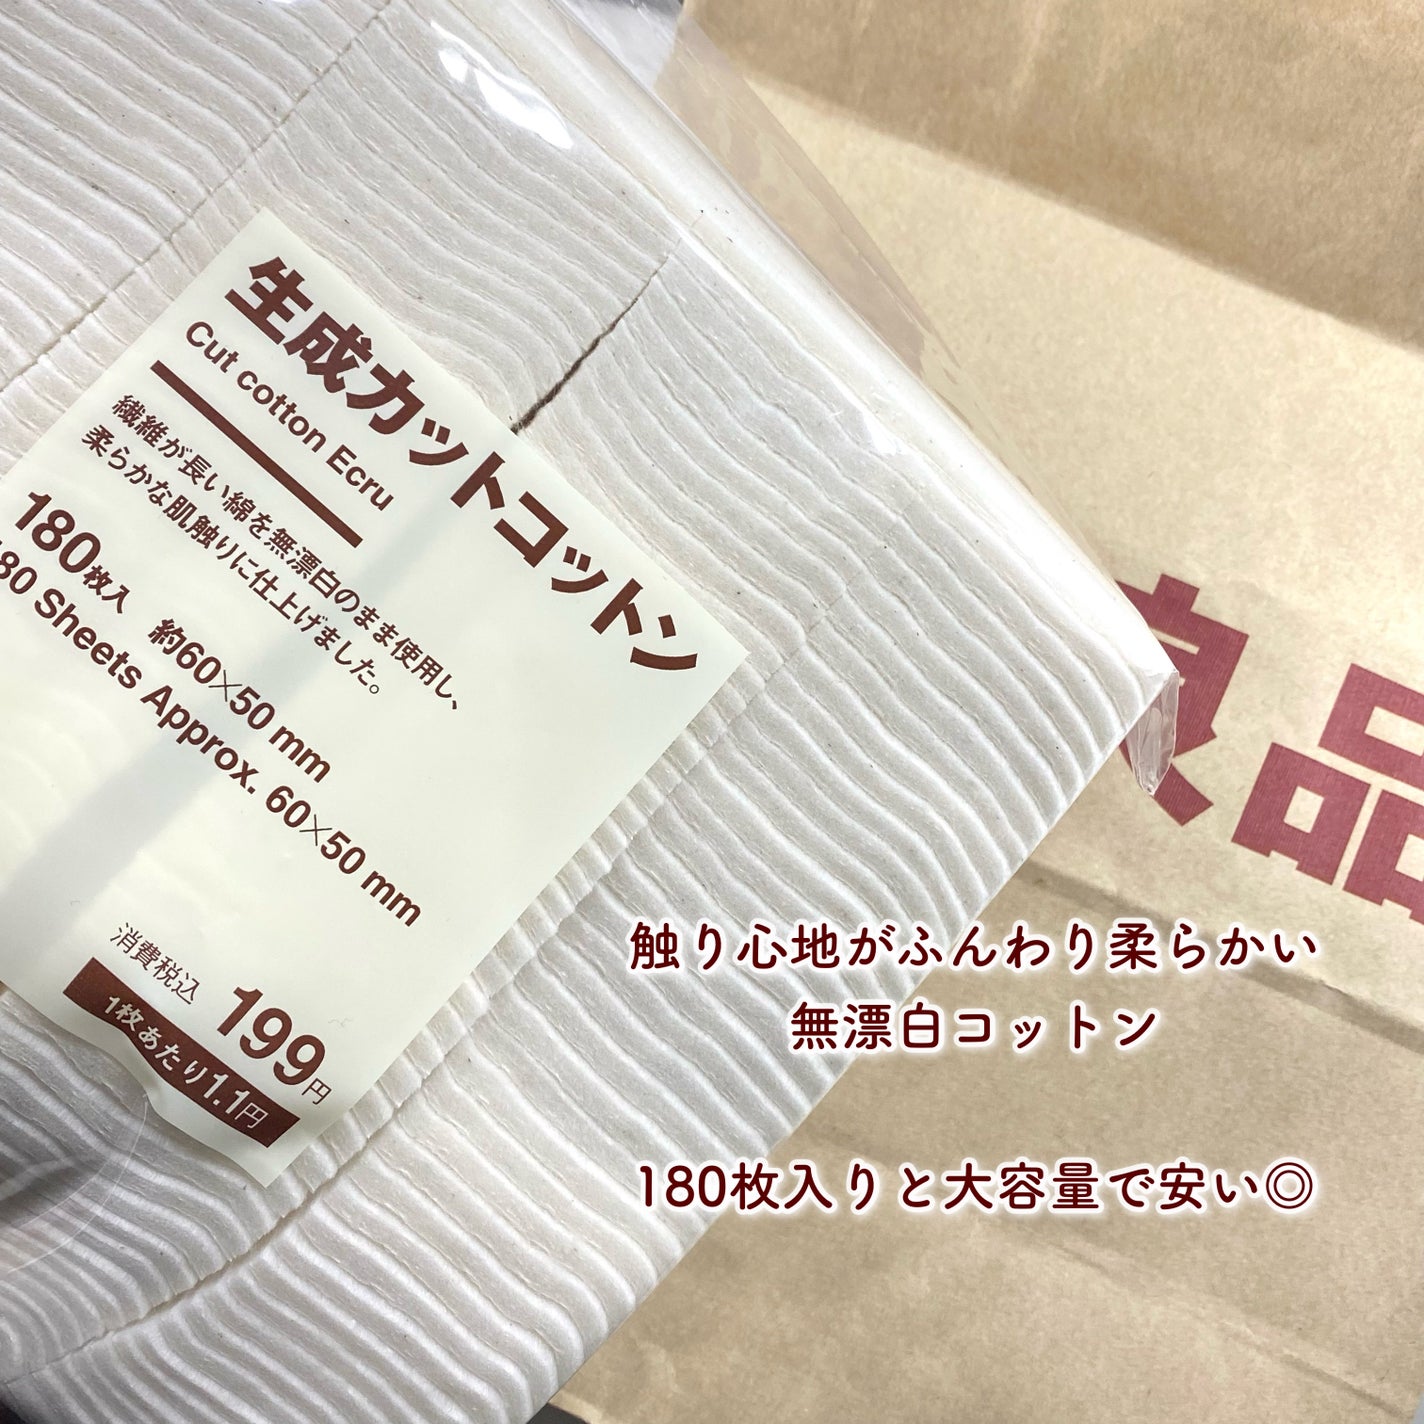 生成カットコットン
Cut cotton Ecru
繊維が長い綿を無漂白のまま使用し、
柔らかな肌触りに仕上げました。
180枚入 約60×50mm
180 Sheets Approx. 60×50 mm
消費税込 199円
1枚あたり1.1円
良品
触り心地がふんわり柔らかい
無漂白コットン
180枚入りと大容量で安い◎